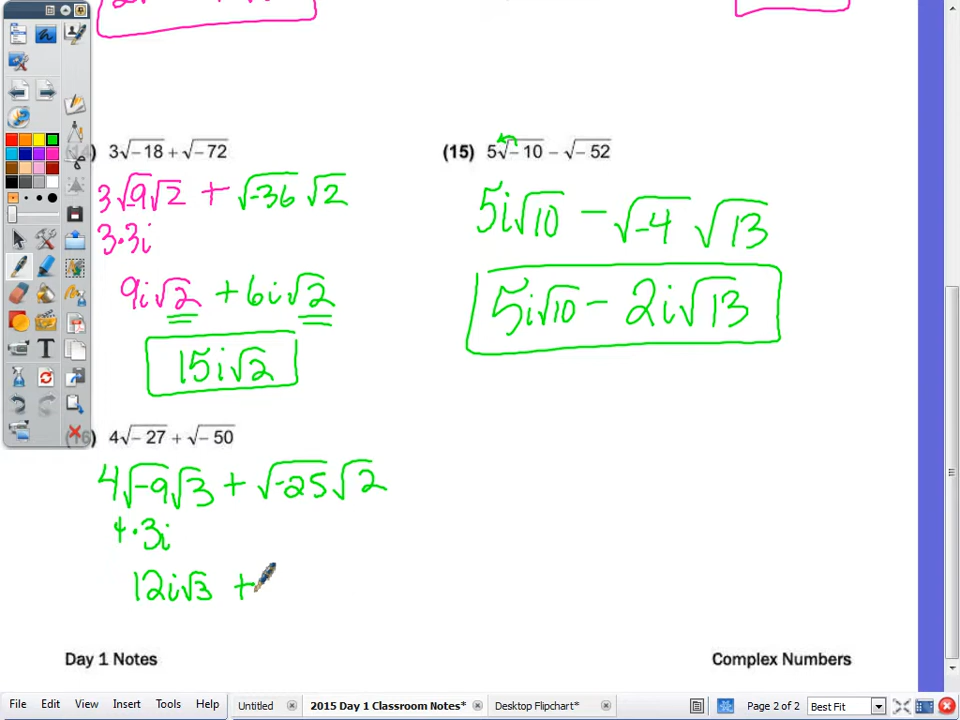 3√-18 + √-72
3√-9√2 + √-36 √2
3·3i
9i√2 + 6i√2
15i√2
(15) 5√-10 - √-52
5i√10 - √-4 √13
5i√10 - 2i√13
(16) 4√-27 + √-50
4√-9√3 + √-25√2
4·3i
12i√3 +
Day 1 Notes
Complex Numbers
File Edit View Insert Tools Help
Untitled
2015 Day 1 Classroom Notes*
Desktop Flipchart*
Page 2 of 2
Best Fit